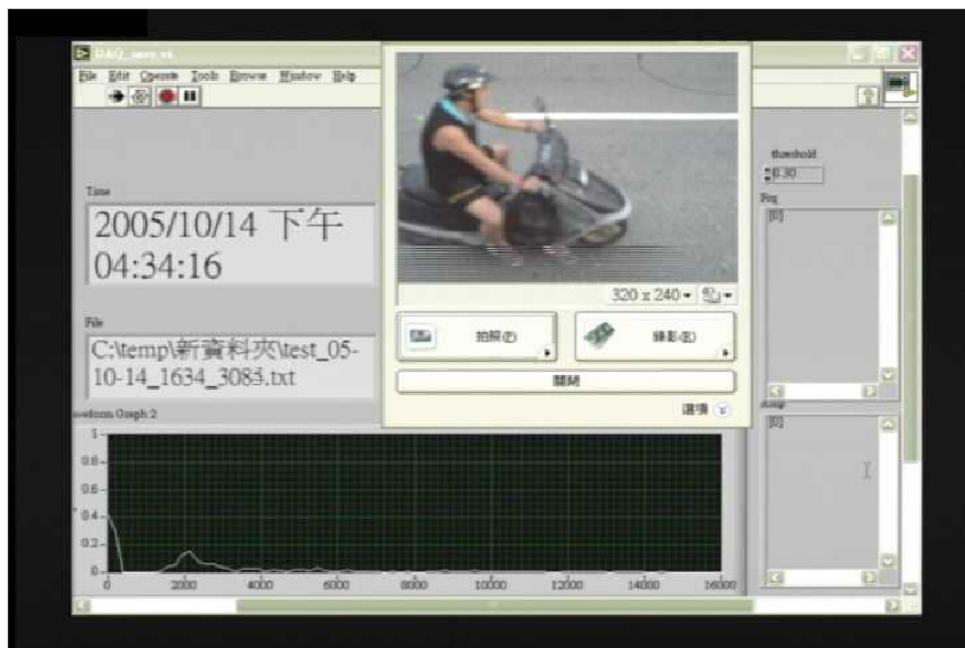 DAQ_save.vi
File Edit Operate Tools Browse Window Help
Time
2005/10/14 下午
04:34:16
File
C:\temp\新資料夾\test_05-
10-14_1634_3083.txt
320 x 240
拍照(P)
錄影(R)
關閉
選項
threshold
0.30
Frq
[0]
[0]
aveform Graph 2
1
0.8
0.6
0.4
0.2
0
0 2000 4000 6000 8000 10000 12000 14000 16000